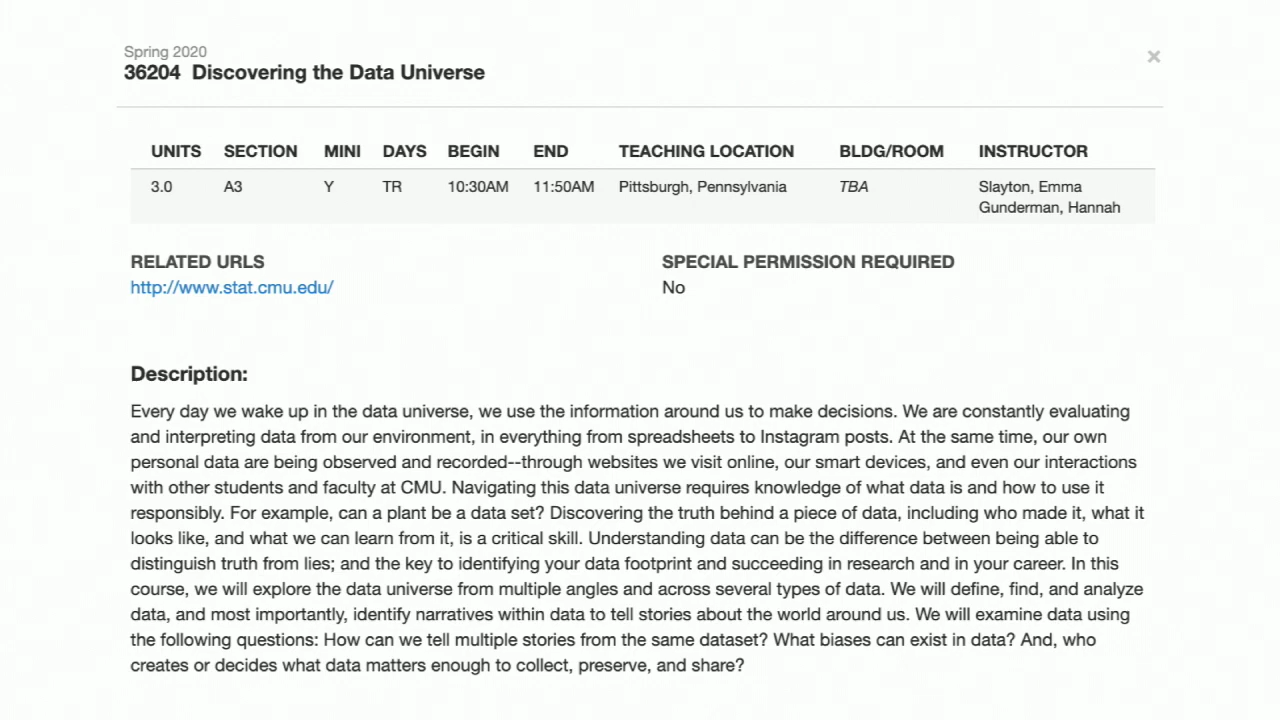 Spring 2020
×
36204 Discovering the Data Universe
UNITS SECTION MINI DAYS BEGIN END TEACHING LOCATION BLDG/ROOM INSTRUCTOR
3.0 A3 Y TR 10:30AM 11:50AM Pittsburgh, Pennsylvania TBA Slayton, Emma
Gunderman, Hannah
RELATED URLS SPECIAL PERMISSION REQUIRED
http://www.stat.cmu.edu/ No
Description:
Every day we wake up in the data universe, we use the information around us to make decisions. We are constantly evaluating
and interpreting data from our environment, in everything from spreadsheets to Instagram posts. At the same time, our own
personal data are being observed and recorded--through websites we visit online, our smart devices, and even our interactions
with other students and faculty at CMU. Navigating this data universe requires knowledge of what data is and how to use it
responsibly. For example, can a plant be a data set? Discovering the truth behind a piece of data, including who made it, what it
looks like, and what we can learn from it, is a critical skill. Understanding data can be the difference between being able to
distinguish truth from lies; and the key to identifying your data footprint and succeeding in research and in your career. In this
course, we will explore the data universe from multiple angles and across several types of data. We will define, find, and analyze
data, and most importantly, identify narratives within data to tell stories about the world around us. We will examine data using
the following questions: How can we tell multiple stories from the same dataset? What biases can exist in data? And, who
creates or decides what data matters enough to collect, preserve, and share?